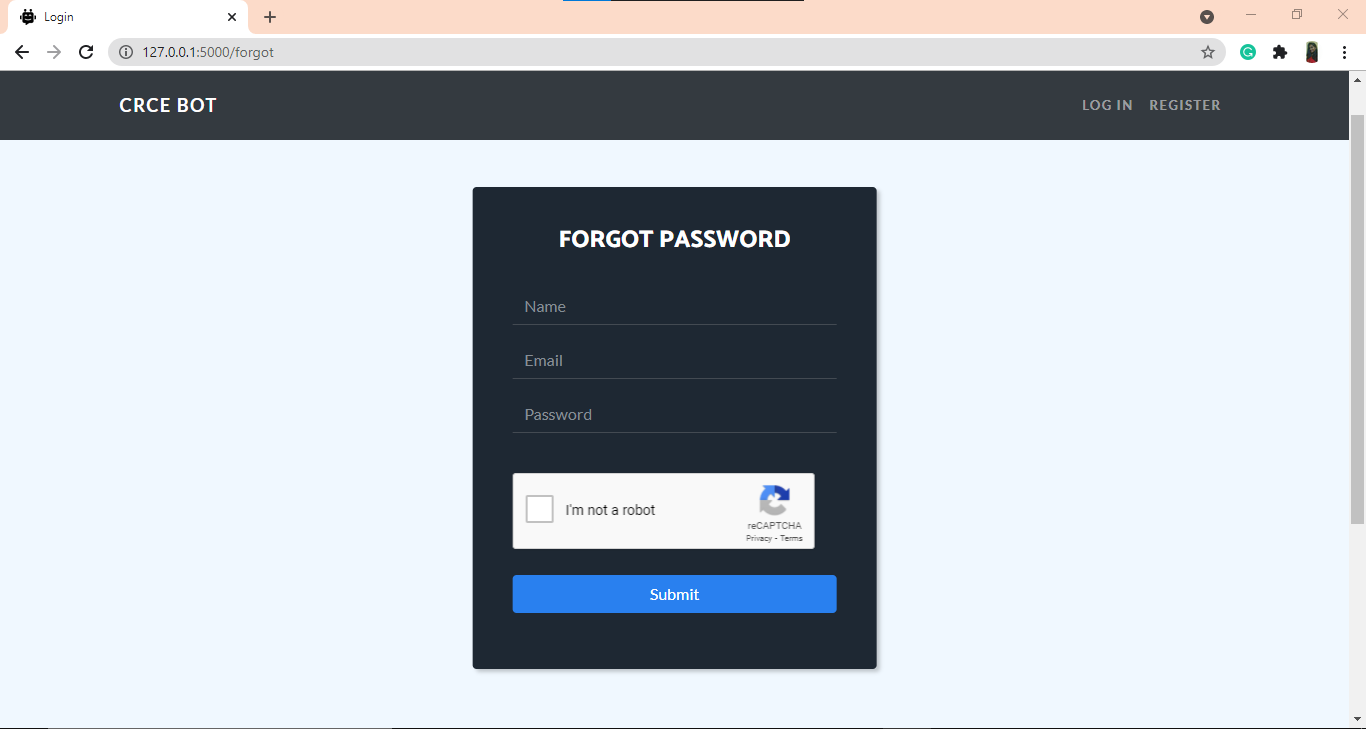 Login
127.0.0.1:5000/forgot
CRCE BOT
LOG IN REGISTER
FORGOT PASSWORD
Name
Email
Password
I'm not a robot
reCAPTCHA
Privacy - Terms
Submit